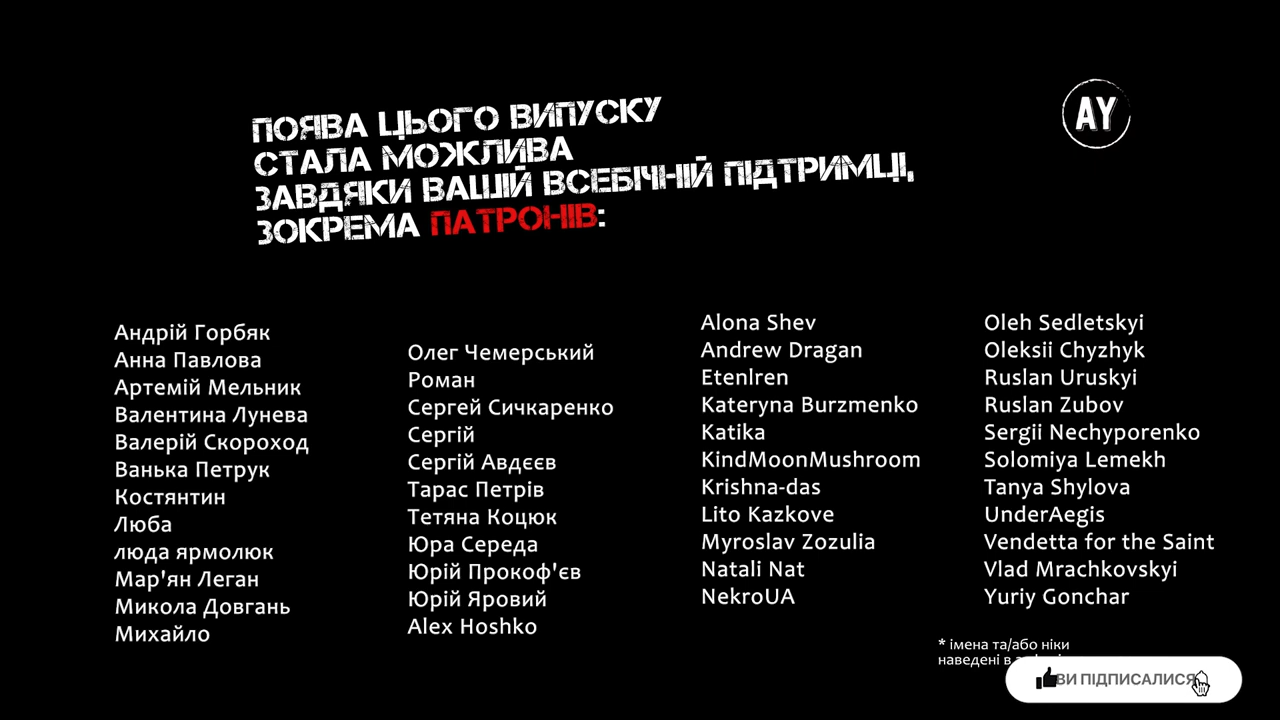 ПОЯВА ЦЬОГО ВИПУСКУ
СТАЛА МОЖЛИВА
ЗАВДЯКИ ВАШІЙ ВСЕБІЧНІЙ ПІДТРИМЦІ,
ЗОКРЕМА ПАТРОНІВ:
АУ
Андрій Горбяк
Анна Павлова
Артемій Мельник
Валентина Лунева
Валерій Скороход
Ванька Петрук
Костянтин
Люба
люда ярмолюк
Мар'ян Леган
Микола Довгань
Михайло
Олег Чемерський
Роман
Сергей Сичкаренко
Сергій
Сергій Авдєєв
Тарас Петрів
Тетяна Коцюк
Юра Середа
Юрій Прокоф'єв
Юрій Яровий
Alex Hoshko
Alona Shev
Andrew Dragan
Etenlren
Kateryna Burzmenko
Katika
KindMoonMushroom
Krishna-das
Lito Kazkove
Myroslav Zozulia
Natali Nat
NekroUA
Oleh Sedletskyi
Oleksii Chyzhyk
Ruslan Uruskyi
Ruslan Zubov
Sergii Nechyporenko
Solomiya Lemekh
Tanya Shylova
UnderAegis
Vendetta for the Saint
Vlad Mrachkovskyi
Yuriy Gonchar
* імена та/або ніки
наведені в
ВИ ПІДПИСАЛИСЯ